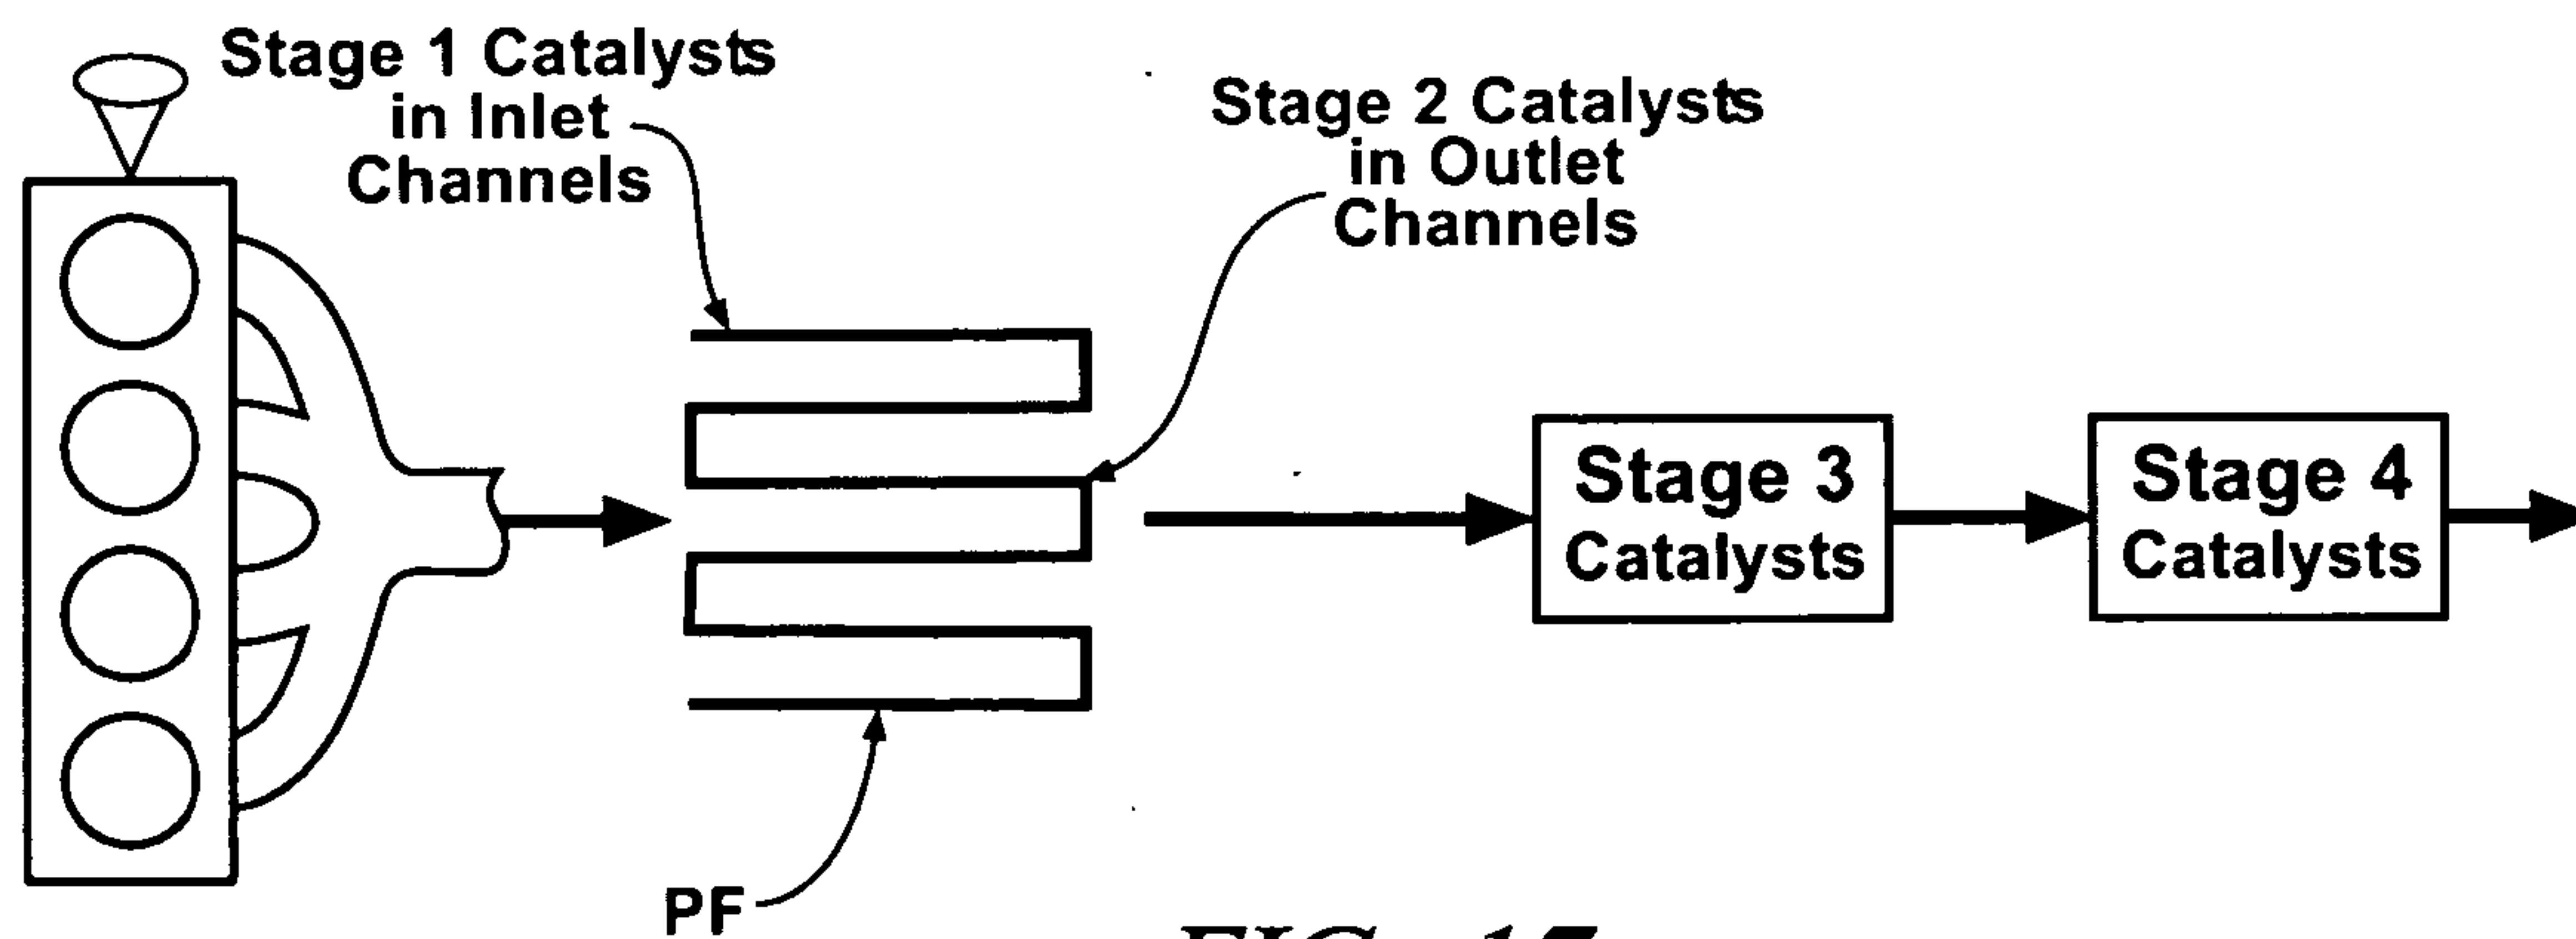 Stage 1 Catalysts
in Inlet
Channels
Stage 2 Catalysts
in Outlet
Channels
Stage 3
Catalysts
Stage 4
Catalysts
PF